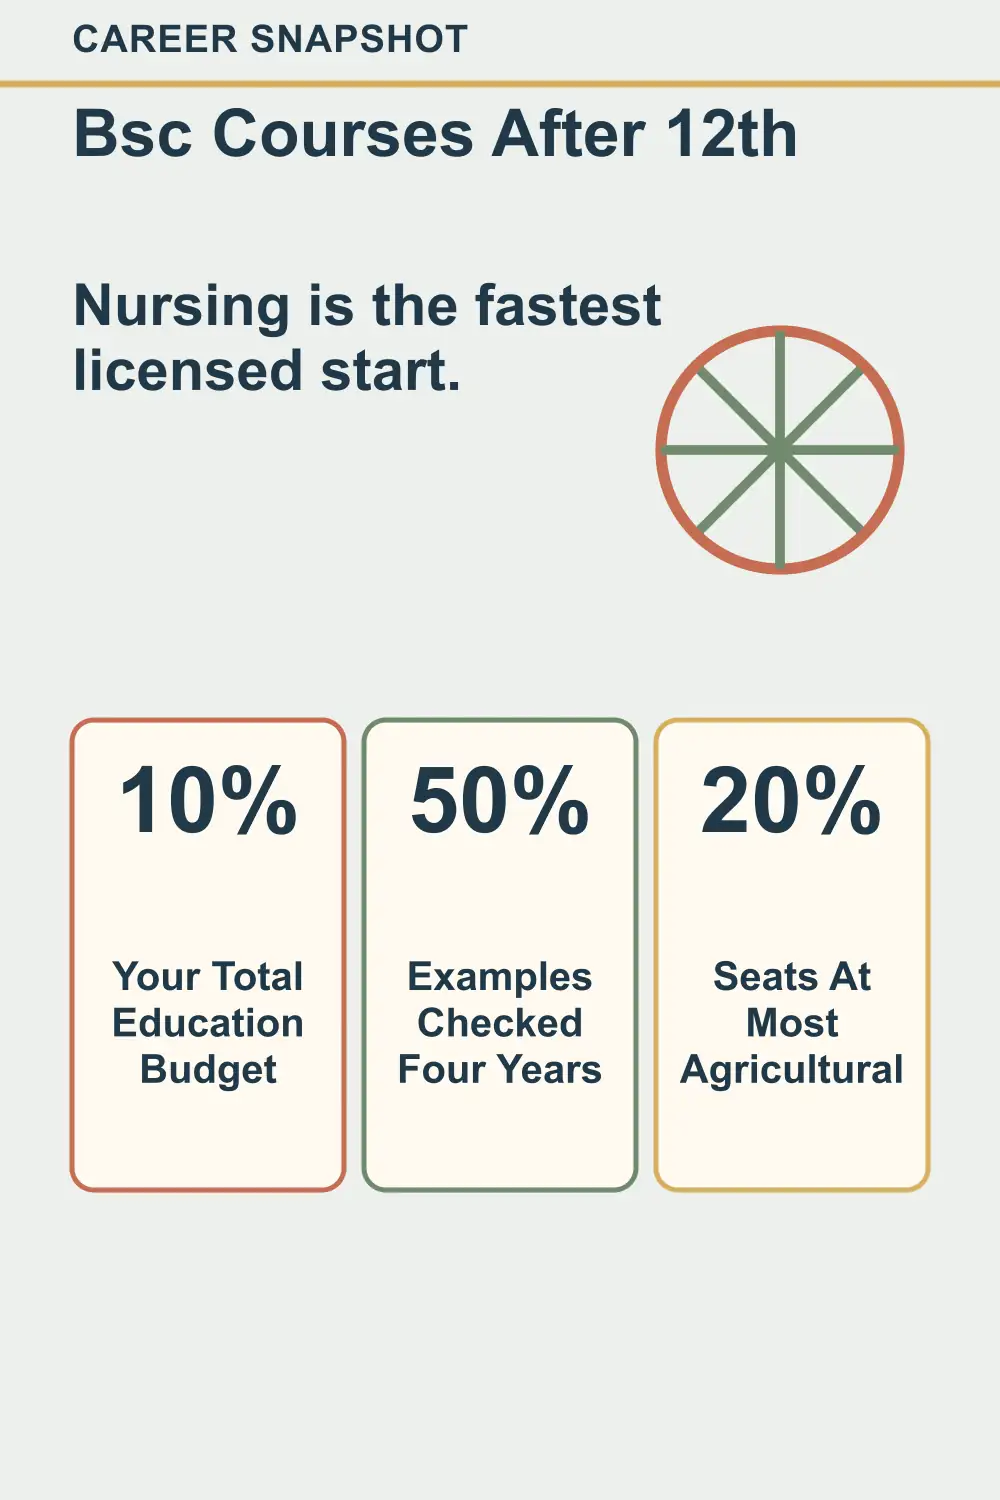 CAREER SNAPSHOT
Bsc Courses After 12th
Nursing is the fastest
licensed start.
10%
Your Total
Education
Budget
50%
Examples
Checked
Four Years
20%
Seats At
Most
Agricultural